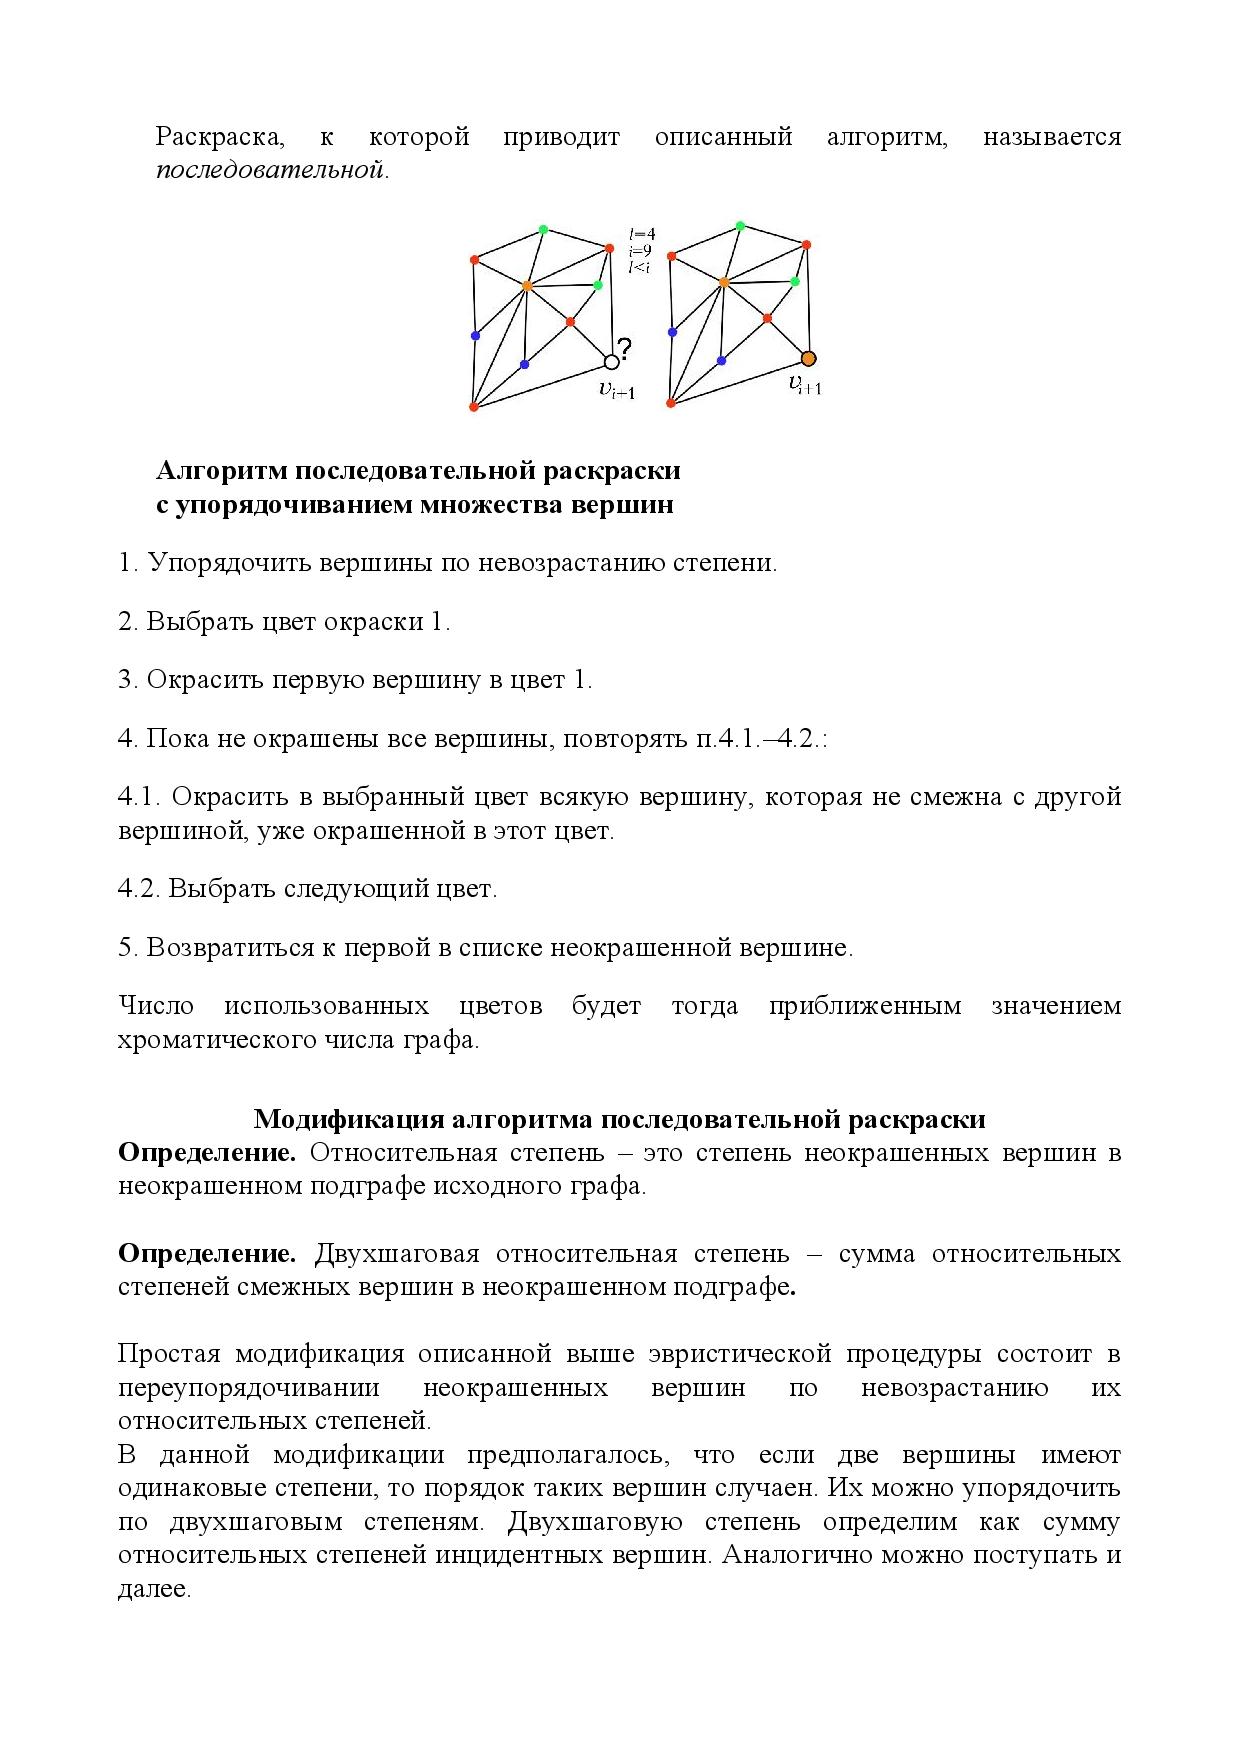 Раскраска, к которой приводит описанный алгоритм, называется
последовательной.
l=4
i=9
l<i
?
v_{i+1}
v_{i+1}
Алгоритм последовательной раскраски
с упорядочиванием множества вершин
1. Упорядочить вершины по невозрастанию степени.
2. Выбрать цвет окраски 1.
3. Окрасить первую вершину в цвет 1.
4. Пока не окрашены все вершины, повторять п.4.1.–4.2.:
4.1. Окрасить в выбранный цвет всякую вершину, которая не смежна с другой
вершиной, уже окрашенной в этот цвет.
4.2. Выбрать следующий цвет.
5. Возвратиться к первой в списке неокрашенной вершине.
Число использованных цветов будет тогда приближенным значением
хроматического числа графа.
Модификация алгоритма последовательной раскраски
Определение. Относительная степень – это степень неокрашенных вершин в
неокрашенном подграфе исходного графа.
Определение. Двухшаговая относительная степень – сумма относительных
степеней смежных вершин в неокрашенном подграфе.
Простая модификация описанной выше эвристической процедуры состоит в
переупорядочивании неокрашенных вершин по невозрастанию их
относительных степеней.
В данной модификации предполагалось, что если две вершины имеют
одинаковые степени, то порядок таких вершин случаен. Их можно упорядочить
по двухшаговым степеням. Двухшаговую степень определим как сумму
относительных степеней инцидентных вершин. Аналогично можно поступать и
далее.